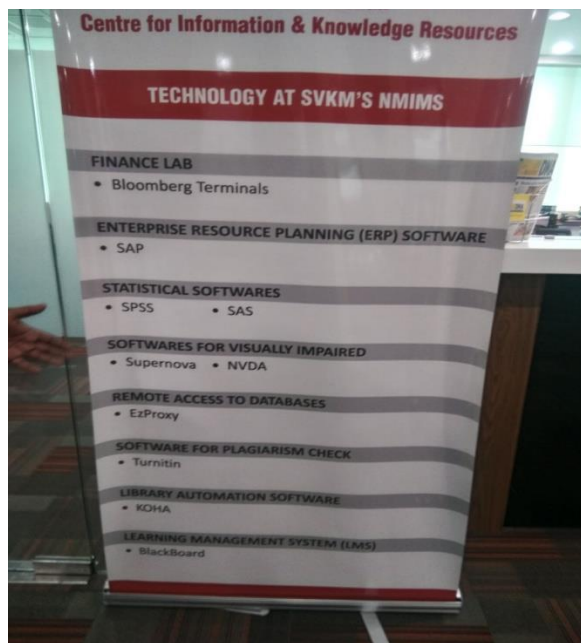 Centre for Information & Knowledge Resources
TECHNOLOGY AT SVKM'S NMIMS
FINANCE LAB
• Bloomberg Terminals
ENTERPRISE RESOURCE PLANNING (ERP) SOFTWARE
• SAP
STATISTICAL SOFTWARES
• SPSS • SAS
SOFTWARES FOR VISUALLY IMPAIRED
• Supernova • NVDA
REMOTE ACCESS TO DATABASES
• EzProxy
SOFTWARE FOR PLAGIARISM CHECK
• Turnitin
LIBRARY AUTOMATION SOFTWARE
• KOHA
LEARNING MANAGEMENT SYSTEM (LMS)
• BlackBoard